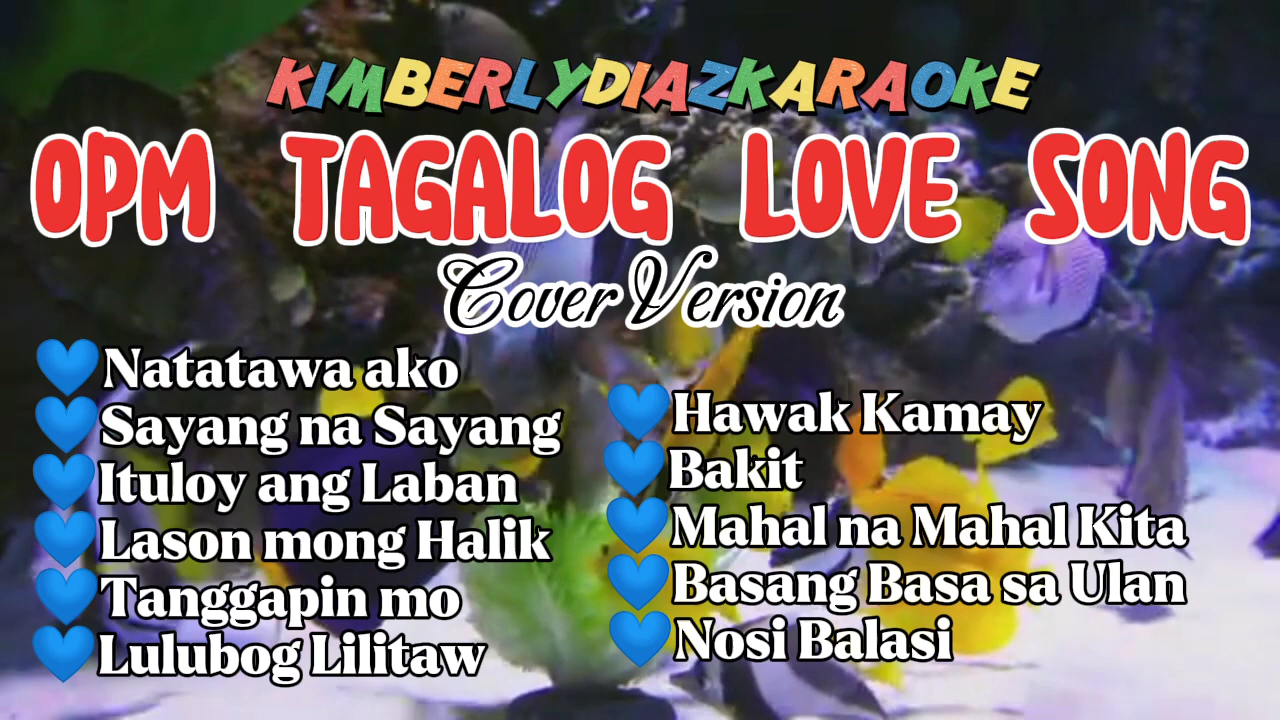 KIMBERLYDIAZKARAOKE
OPM TAGALOG LOVE SONG
Cover Version
Natatawa ako
Sayang na Sayang
Ituloy ang Laban
Lason mong Halik
Tanggapin mo
Lulubog Lilitaw
Hawak Kamay
Bakit
Mahal na Mahal Kita
Basang Basa sa Ulan
Nosi Balasi